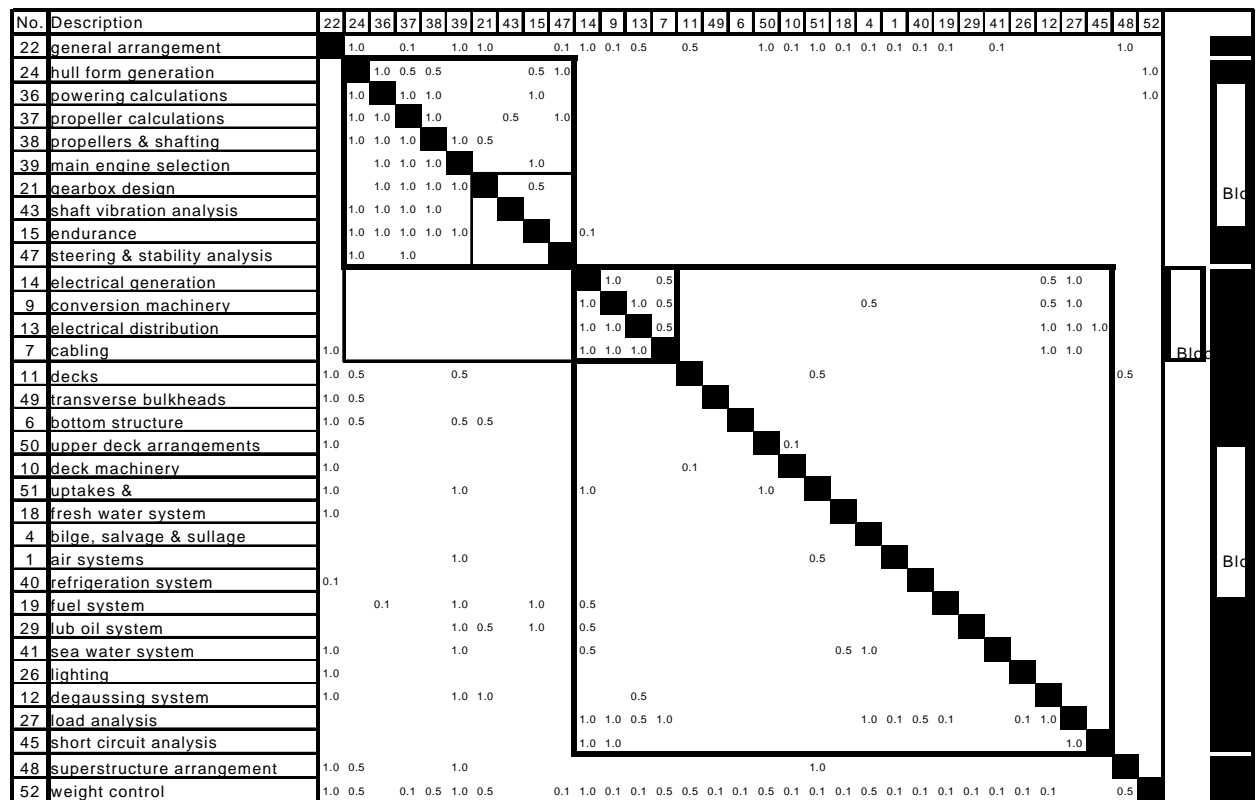 No. Description 22 24 36 37 38 39 21 43 15 47 14 9 13 7 11 49 6 50 10 51 18 4 1 40 19 29 41 26 12 27 45 48 52
22 general arrangement 1.0 0.1 1.0 1.0 0.1 1.0 0.1 0.5 0.5 1.0 0.1 1.0 0.1 0.1 0.1 0.1 0.1 0.1 1.0
24 hull form generation 1.0 0.5 0.5 0.5 1.0 1.0
36 powering calculations 1.0 1.0 1.0 1.0 1.0
37 propeller calculations 1.0 1.0 1.0 0.5 1.0
38 propellers & shafting 1.0 1.0 1.0 1.0 0.5
39 main engine selection 1.0 1.0 1.0 1.0
21 gearbox design 1.0 1.0 1.0 1.0 0.5
43 shaft vibration analysis 1.0 1.0 1.0 1.0
15 endurance 1.0 1.0 1.0 1.0 1.0 0.1
47 steering & stability analysis 1.0 1.0
14 electrical generation 1.0 0.5 0.5 1.0
9 conversion machinery 1.0 1.0 0.5 0.5 0.5 1.0
13 electrical distribution 1.0 1.0 0.5 1.0 1.0 1.0
7 cabling 1.0 1.0 1.0 1.0 1.0 1.0
11 decks 1.0 0.5 0.5 0.5 0.5
49 transverse bulkheads 1.0 0.5
6 bottom structure 1.0 0.5 0.5 0.5
50 upper deck arrangements 1.0 0.1
10 deck machinery 1.0 0.1
51 uptakes & 1.0 1.0 1.0 1.0
18 fresh water system 1.0
4 bilge, salvage & sullage
1 air systems 1.0 0.5
40 refrigeration system 0.1
19 fuel system 0.1 1.0 1.0 0.5
29 lub oil system 1.0 0.5 1.0 0.5
41 sea water system 1.0 1.0 0.5 0.5 1.0
26 lighting 1.0
12 degaussing system 1.0 1.0 1.0 0.5
27 load analysis 1.0 1.0 0.5 1.0 1.0 0.1 0.5 0.1 0.1 1.0
45 short circuit analysis 1.0 1.0 1.0
48 superstructure arrangement 1.0 0.5 1.0 1.0
52 weight control 1.0 0.5 0.1 0.5 1.0 0.5 0.1 1.0 0.1 0.1 0.5 0.5 0.1 0.1 0.5 0.1 0.5 0.1 0.1 0.1 0.1 0.1 0.1 0.1 0.1 0.1 0.5